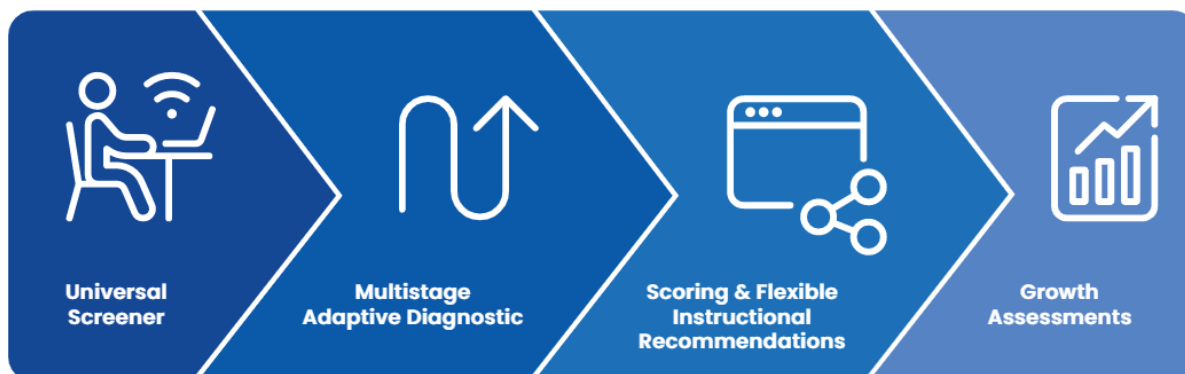 Universal
Screener
Multistage
Adaptive Diagnostic
Scoring & Flexible
Instructional
Recommendations
Growth
Assessments